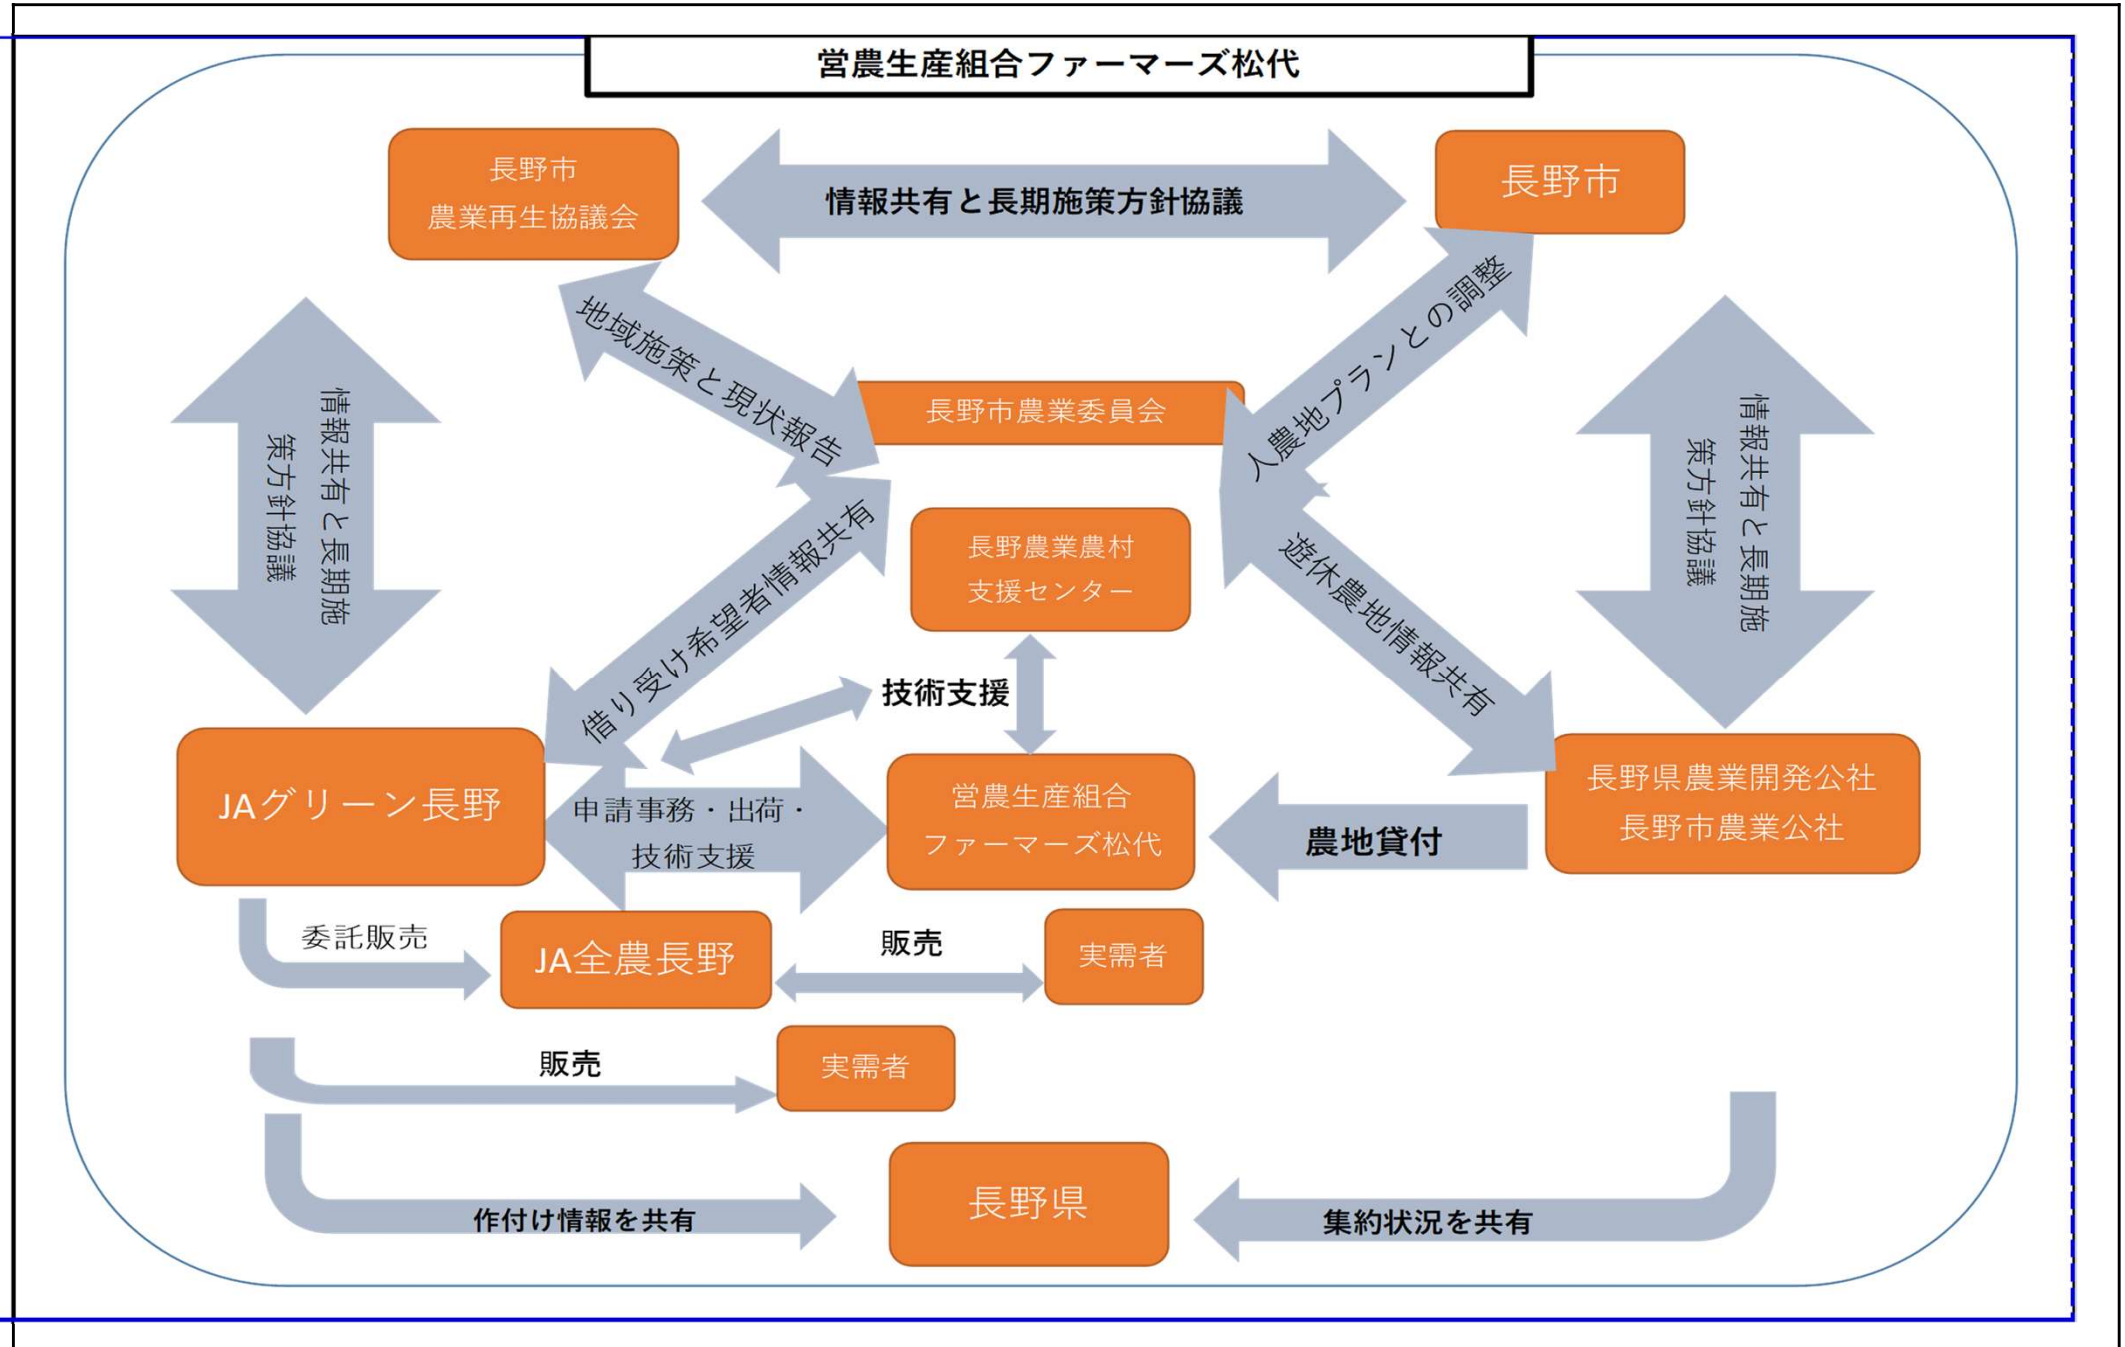 営農生産組合ファーマーズ松代
長野市
農業再生協議会
情報共有と長期施策方針協議
長野市
地域施策と現状報告
人農地プランとの調整
長野市農業委員会
情報共有と長期施
策方針協議
情報共有と長期施
策方針協議
借り受け希望者情報共有
長野農業農村
支援センター
遊休農地情報共有
技術支援
JAグリーン長野
申請事務・出荷・
技術支援
営農生産組合
ファーマーズ松代
農地貸付
長野県農業開発公社
長野市農業公社
委託販売
JA全農長野
販売
実需者
販売
実需者
作付け情報を共有
長野県
集約状況を共有